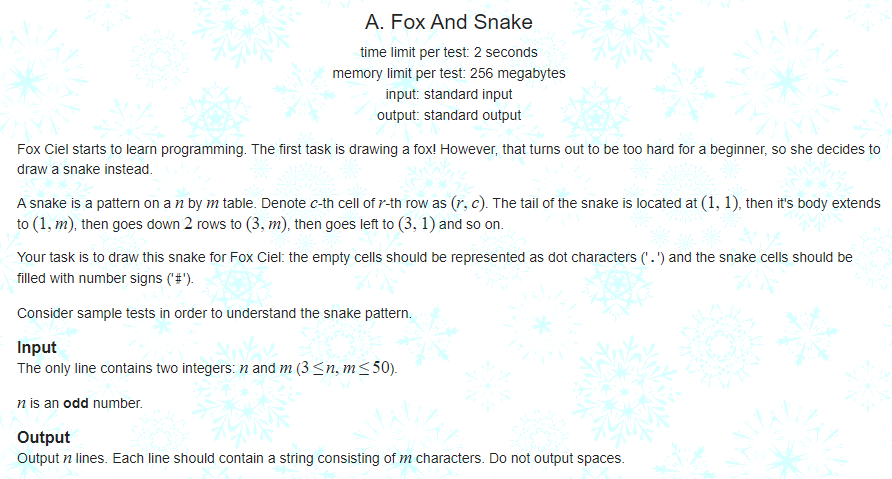 A. Fox And Snake
time limit per test: 2 seconds
memory limit per test: 256 megabytes
input: standard input
output: standard output
Fox Ciel starts to learn programming. The first task is drawing a fox! However, that turns out to be too hard for a beginner, so she decides to
draw a snake instead.
A snake is a pattern on a n by m table. Denote c-th cell of r-th row as (r, c). The tail of the snake is located at (1, 1), then it's body extends
to (1, m), then goes down 2 rows to (3, m), then goes left to (3, 1) and so on.
Your task is to draw this snake for Fox Ciel: the empty cells should be represented as dot characters ('.') and the snake cells should be
filled with number signs ('#').
Consider sample tests in order to understand the snake pattern.
Input
The only line contains two integers: n and m (3 ≤ n, m ≤ 50).
n is an odd number.
Output
Output n lines. Each line should contain a string consisting of m characters. Do not output spaces.